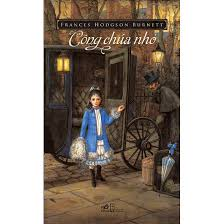 FRANCES HODGSON BURNETT
Công chúa nhỏ